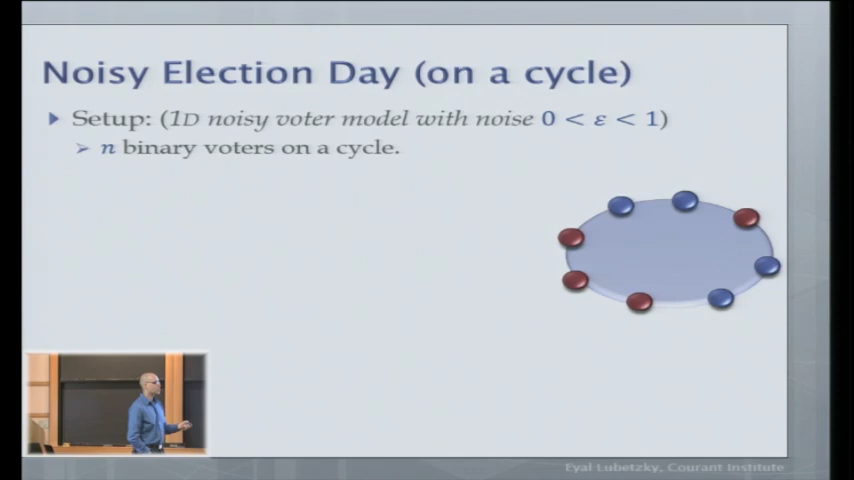 Noisy Election Day (on a cycle)
Setup: (1D noisy voter model with noise 0 < ε < 1)
n binary voters on a cycle.
Eyal Lubetzky, Courant Institute